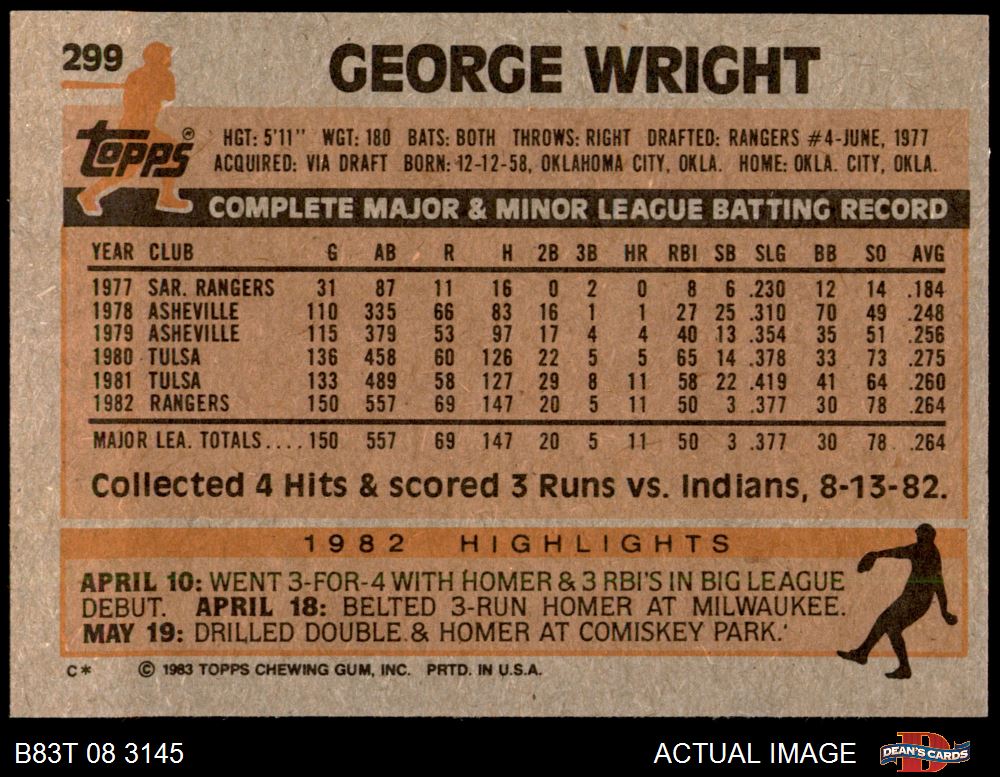 299
GEORGE WRIGHT
topps®
HGT: 5'11" WGT: 180 BATS: BOTH THROWS: RIGHT DRAFTED: RANGERS #4-JUNE, 1977
ACQUIRED: VIA DRAFT BORN: 12-12-58, OKLAHOMA CITY, OKLA. HOME: OKLA. CITY, OKLA.
COMPLETE MAJOR & MINOR LEAGUE BATTING RECORD
YEAR CLUB G AB R H 2B 3B HR RBI SB SLG BB SO AVG
1977 SAR. RANGERS 31 87 11 16 0 2 0 8 6 .230 12 14 .184
1978 ASHEVILLE 110 335 66 83 16 1 1 27 25 .310 70 49 .248
1979 ASHEVILLE 115 379 53 97 17 4 4 40 13 .354 35 51 .256
1980 TULSA 136 458 60 126 22 5 5 65 14 .378 33 73 .275
1981 TULSA 133 489 58 127 29 8 11 58 22 .419 41 64 .260
1982 RANGERS 150 557 69 147 20 5 11 50 3 .377 30 78 .264
MAJOR LEA. TOTALS....150 557 69 147 20 5 11 50 3 .377 30 78 .264
Collected 4 Hits & scored 3 Runs vs. Indians, 8-13-82.
1982 HIGHLIGHTS
APRIL 10: WENT 3-FOR-4 WITH HOMER & 3 RBI'S IN BIG LEAGUE
DEBUT. APRIL 18: BELTED 3-RUN HOMER AT MILWAUKEE.
MAY 19: DRILLED DOUBLE & HOMER AT COMISKEY PARK.
C* © 1983 TOPPS CHEWING GUM, INC. PRTD. IN U.S.A.
B83T 08 3145 ACTUAL IMAGE DEAN'S CARDS